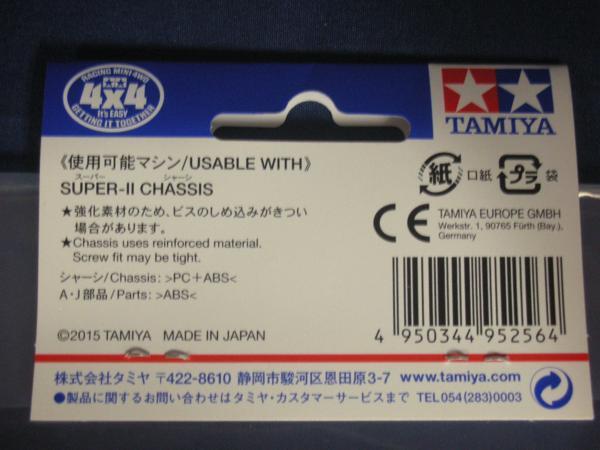 RACING MINI 4WD
4x4
It's EASY
GETTING IT TOGETHER
TAMIYA
《使用可能マシン/USABLE WITH》
スーパー シャーシ
SUPER-II CHASSIS
★強化素材のため、ビスのしめ込みがきつい
場合があります。
★Chassis uses reinforced material.
Screw fit may be tight.
シャーシ/Chassis: >PC+ABS<
A・J部品/Parts: >ABS<
©2015 TAMIYA MADE IN JAPAN
紙 口紙 プラ 袋
CE TAMIYA EUROPE GMBH
Werkstr. 1, 90765 Fürth (Bay.),
Germany
4 950344 952564
株式会社タミヤ 〒422-8610 静岡市駿河区恩田原3-7 www.tamiya.com
●製品に関するお問い合わせはタミヤ・カスタマーサービスまで TEL 054(283)0003